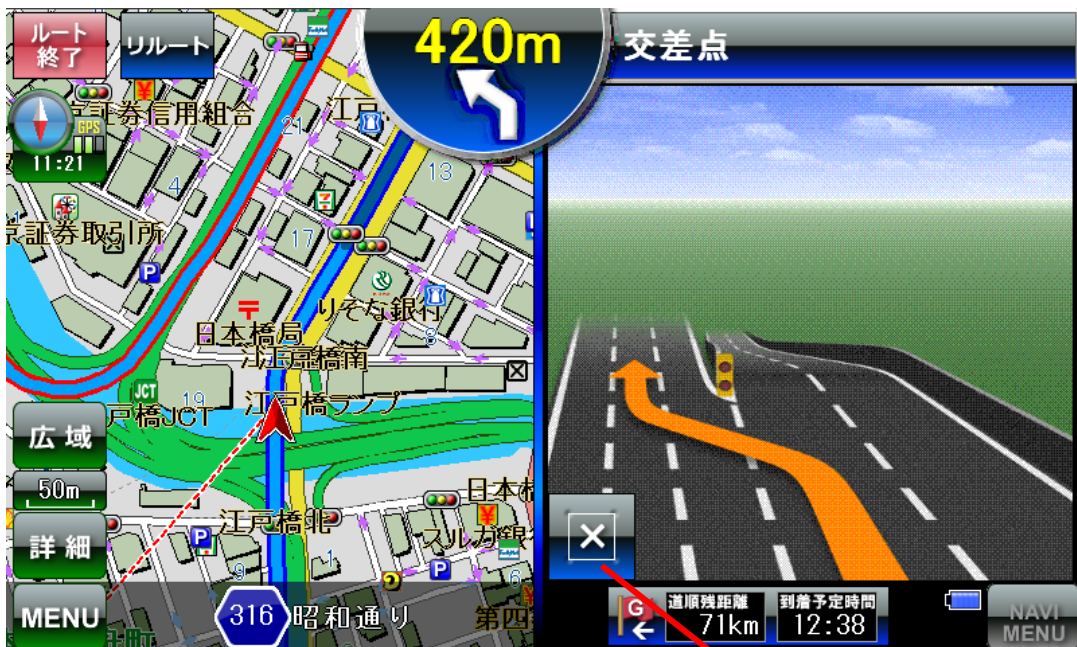 ルート
終了
リルート
420m
交差点
GPS
11:21
京証券信用組合
江戸
21
13
4
17
京証券取引所
P
りそな銀行
日本橋局
江戸橋南
8
JCT
戸橋JCT
19
江戸橋ランプ
広域
50m
詳細
江戸橋北
日本橋
スルガ銀行
P
P
9
1
6
MENU
316
昭和通り
第四
G
道順残距離
71km
到着予定時間
12:38
NAVI
MENU